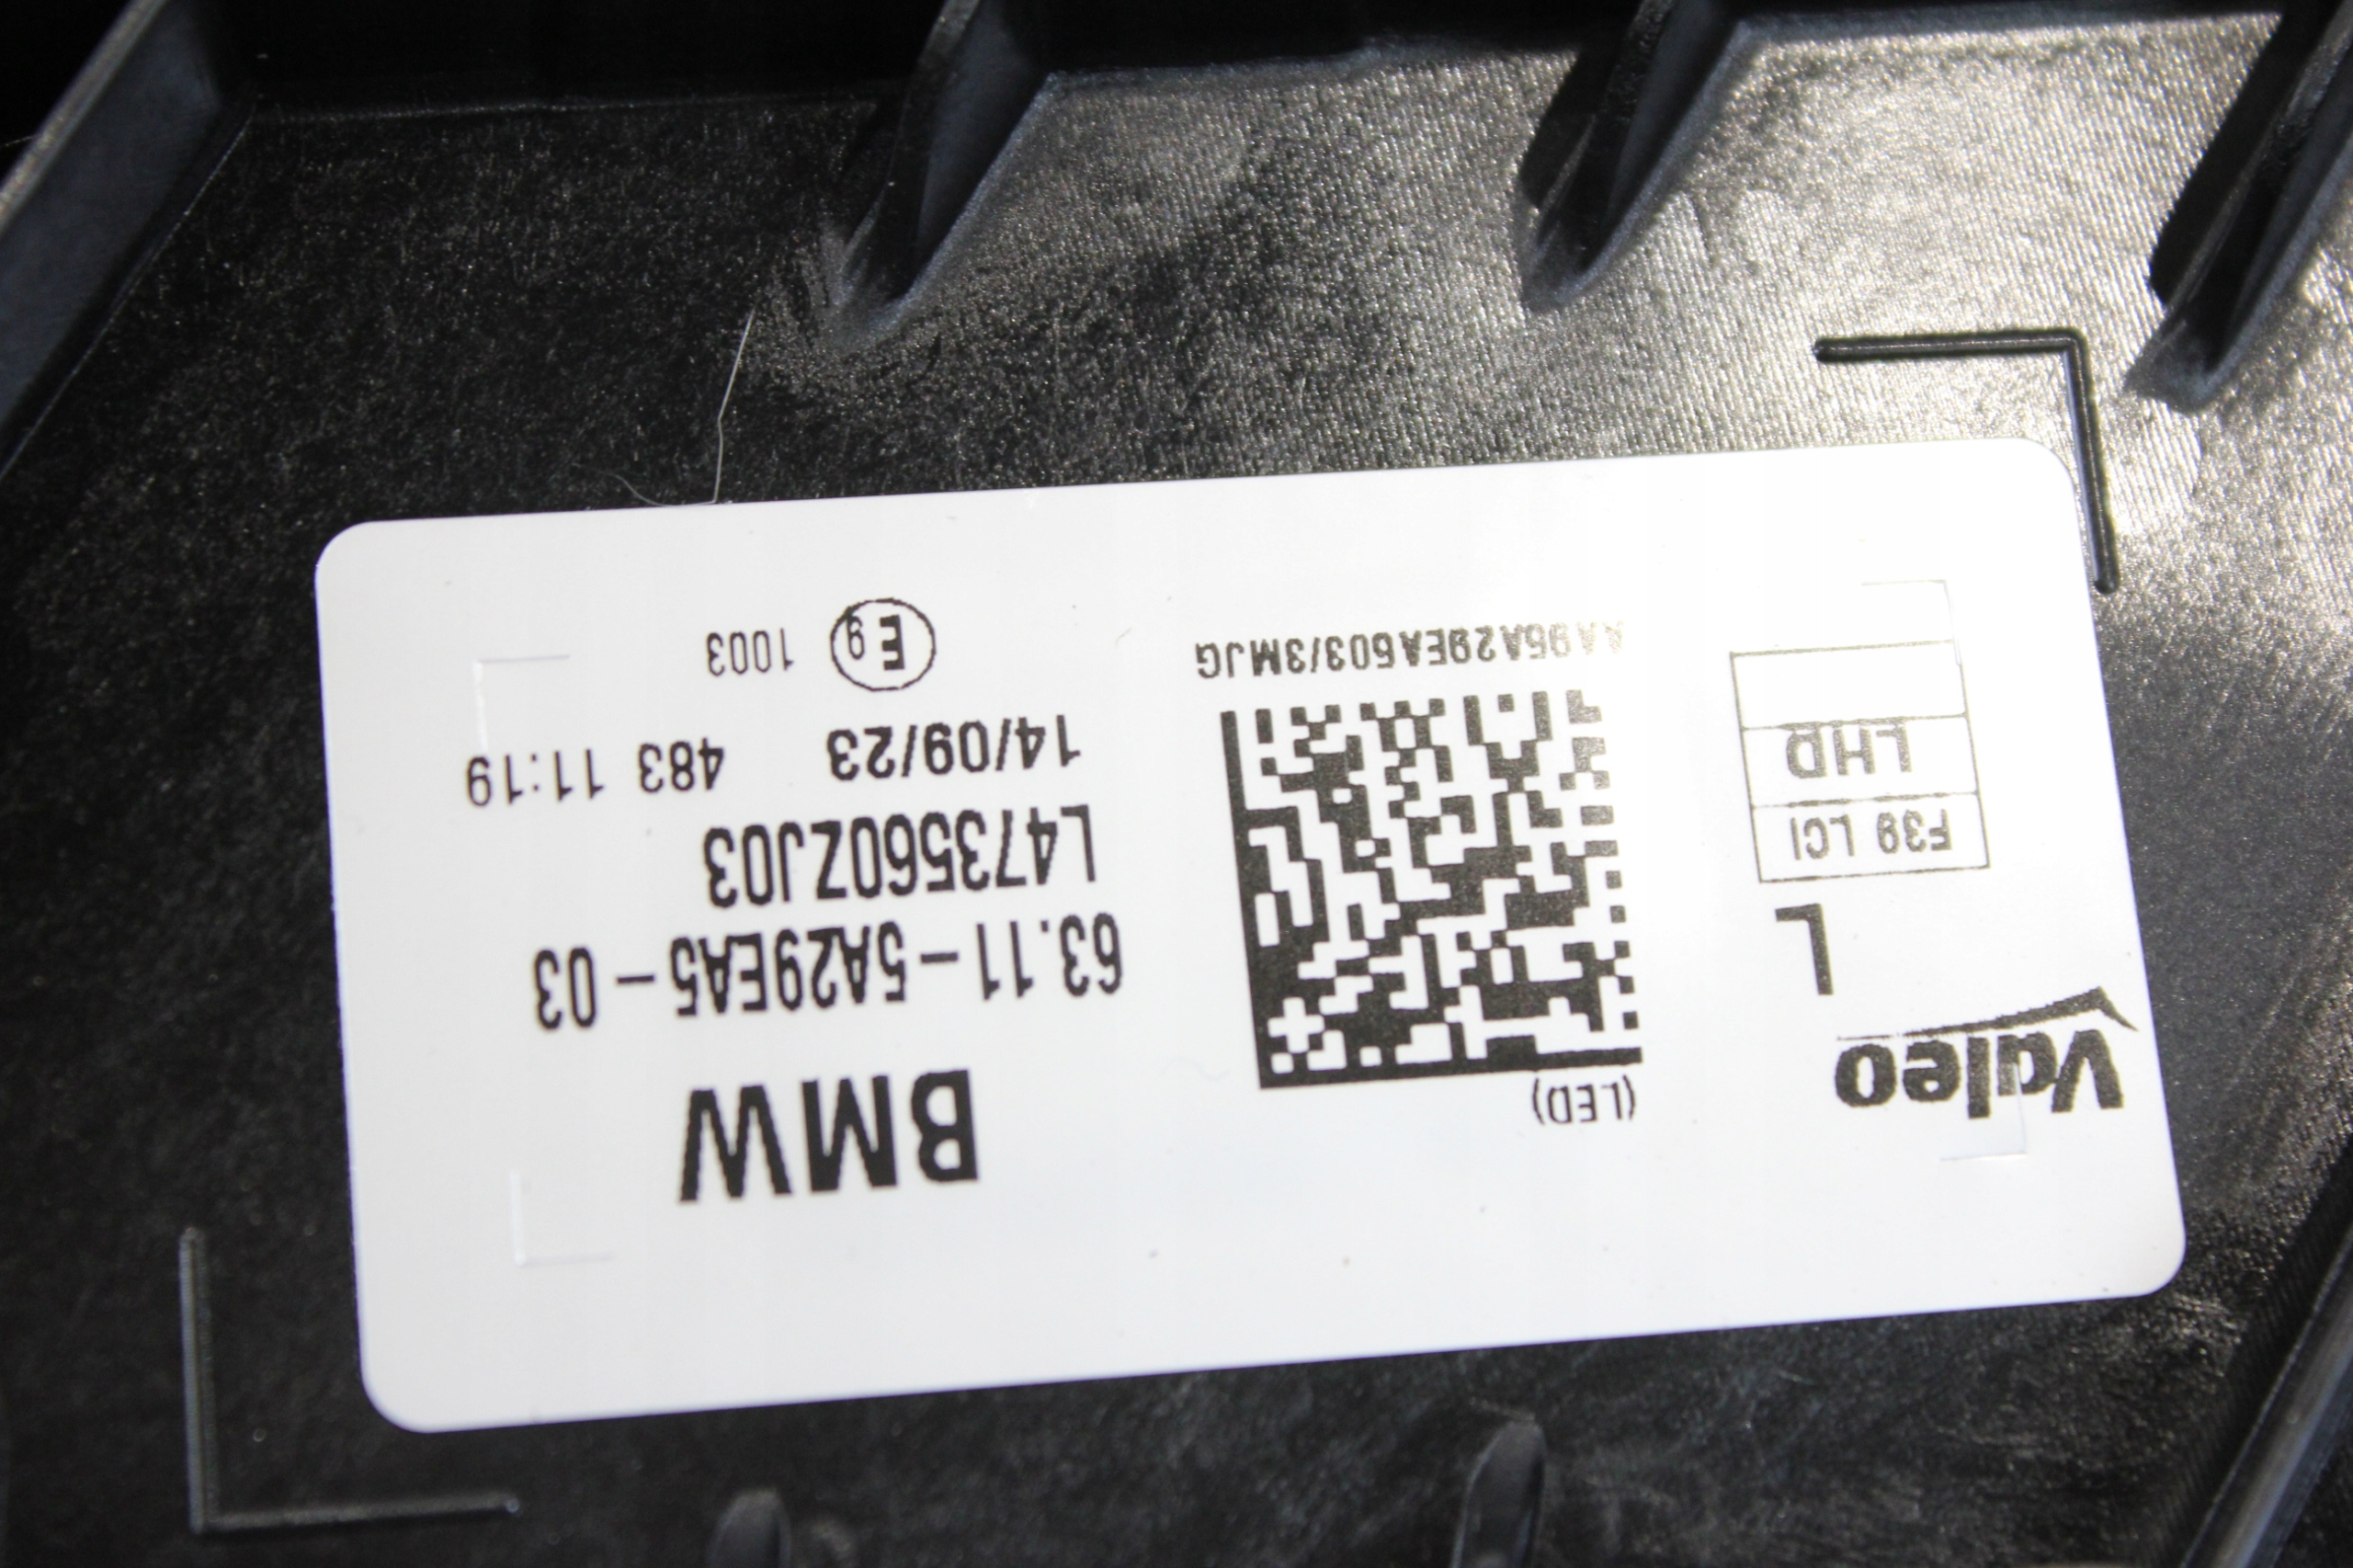 Valeo
L
F39 LCI
LHD
(LED)
AA95A29EA503/3MJG
BMW
63.11-5A29EA5-03
L473560ZJ03
14/09/23 483 11:19
E9 1003